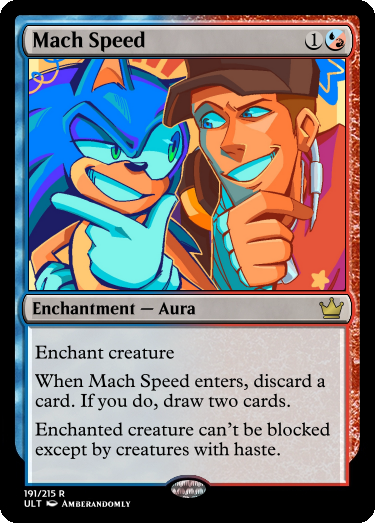 Mach Speed 1
Enchantment — Aura
Enchant creature
When Mach Speed enters, discard a
card. If you do, draw two cards.
Enchanted creature can't be blocked
except by creatures with haste.
191/215 R
ULT Amberandomly